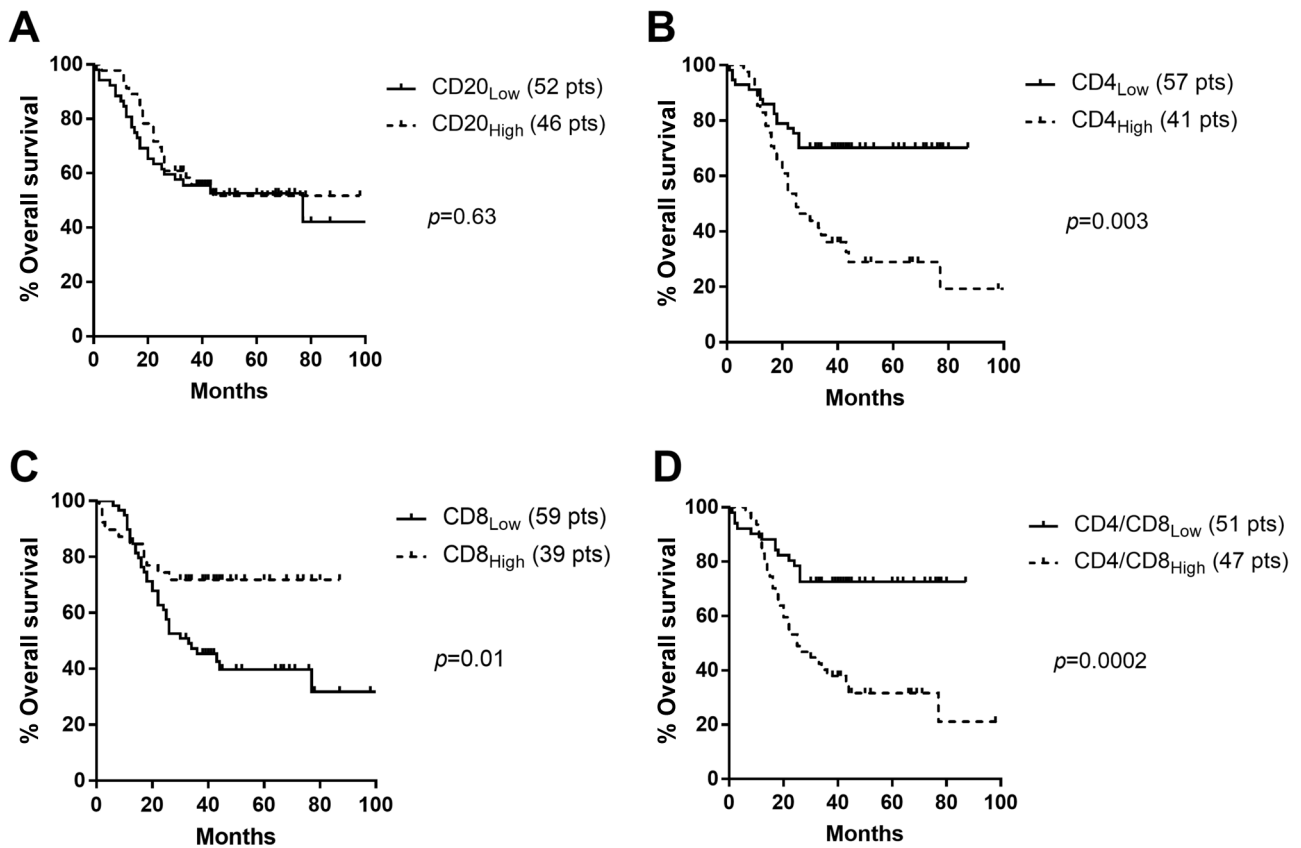 A
100
80
60
40
20
0
% Overall survival
0 20 40 60 80 100
Months
CD20Low (52 pts)
CD20High (46 pts)
p=0.63
B
100
80
60
40
20
0
% Overall survival
0 20 40 60 80 100
Months
CD4Low (57 pts)
CD4High (41 pts)
p=0.003
C
100
80
60
40
20
0
% Overall survival
0 20 40 60 80 100
Months
CD8Low (59 pts)
CD8High (39 pts)
p=0.01
D
100
80
60
40
20
0
% Overall survival
0 20 40 60 80 100
Months
CD4/CD8Low (51 pts)
CD4/CD8High (47 pts)
p=0.0002